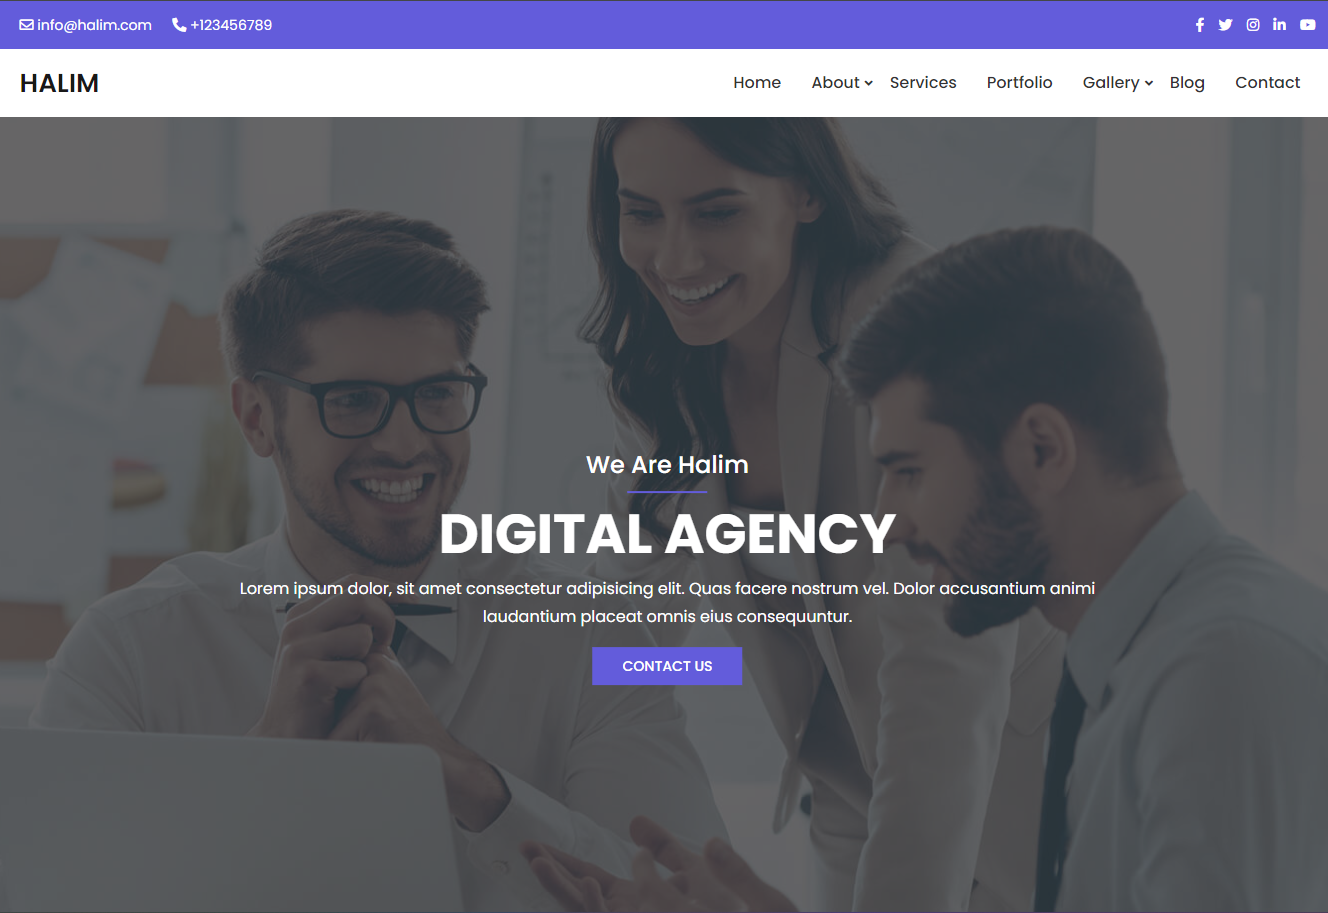 info@halim.com +123456789
HALIM Home About Services Portfolio Gallery Blog Contact
We Are Halim
DIGITAL AGENCY
Lorem ipsum dolor, sit amet consectetur adipisicing elit. Quas facere nostrum vel. Dolor accusantium animi
laudantium placeat omnis eius consequuntur.
CONTACT US